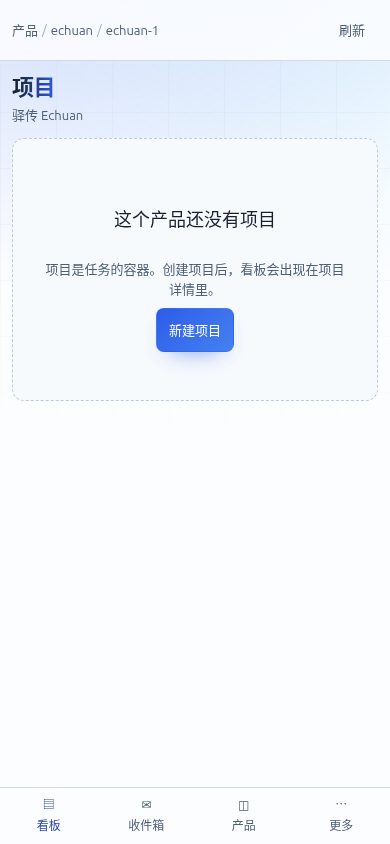 产品 / echuan / echuan-1
刷新
项目
驿传 Echuan
这个产品还没有项目
项目是任务的容器。创建项目后，看板会出现在项目
详情里。
新建项目
看板
收件箱
产品
更多